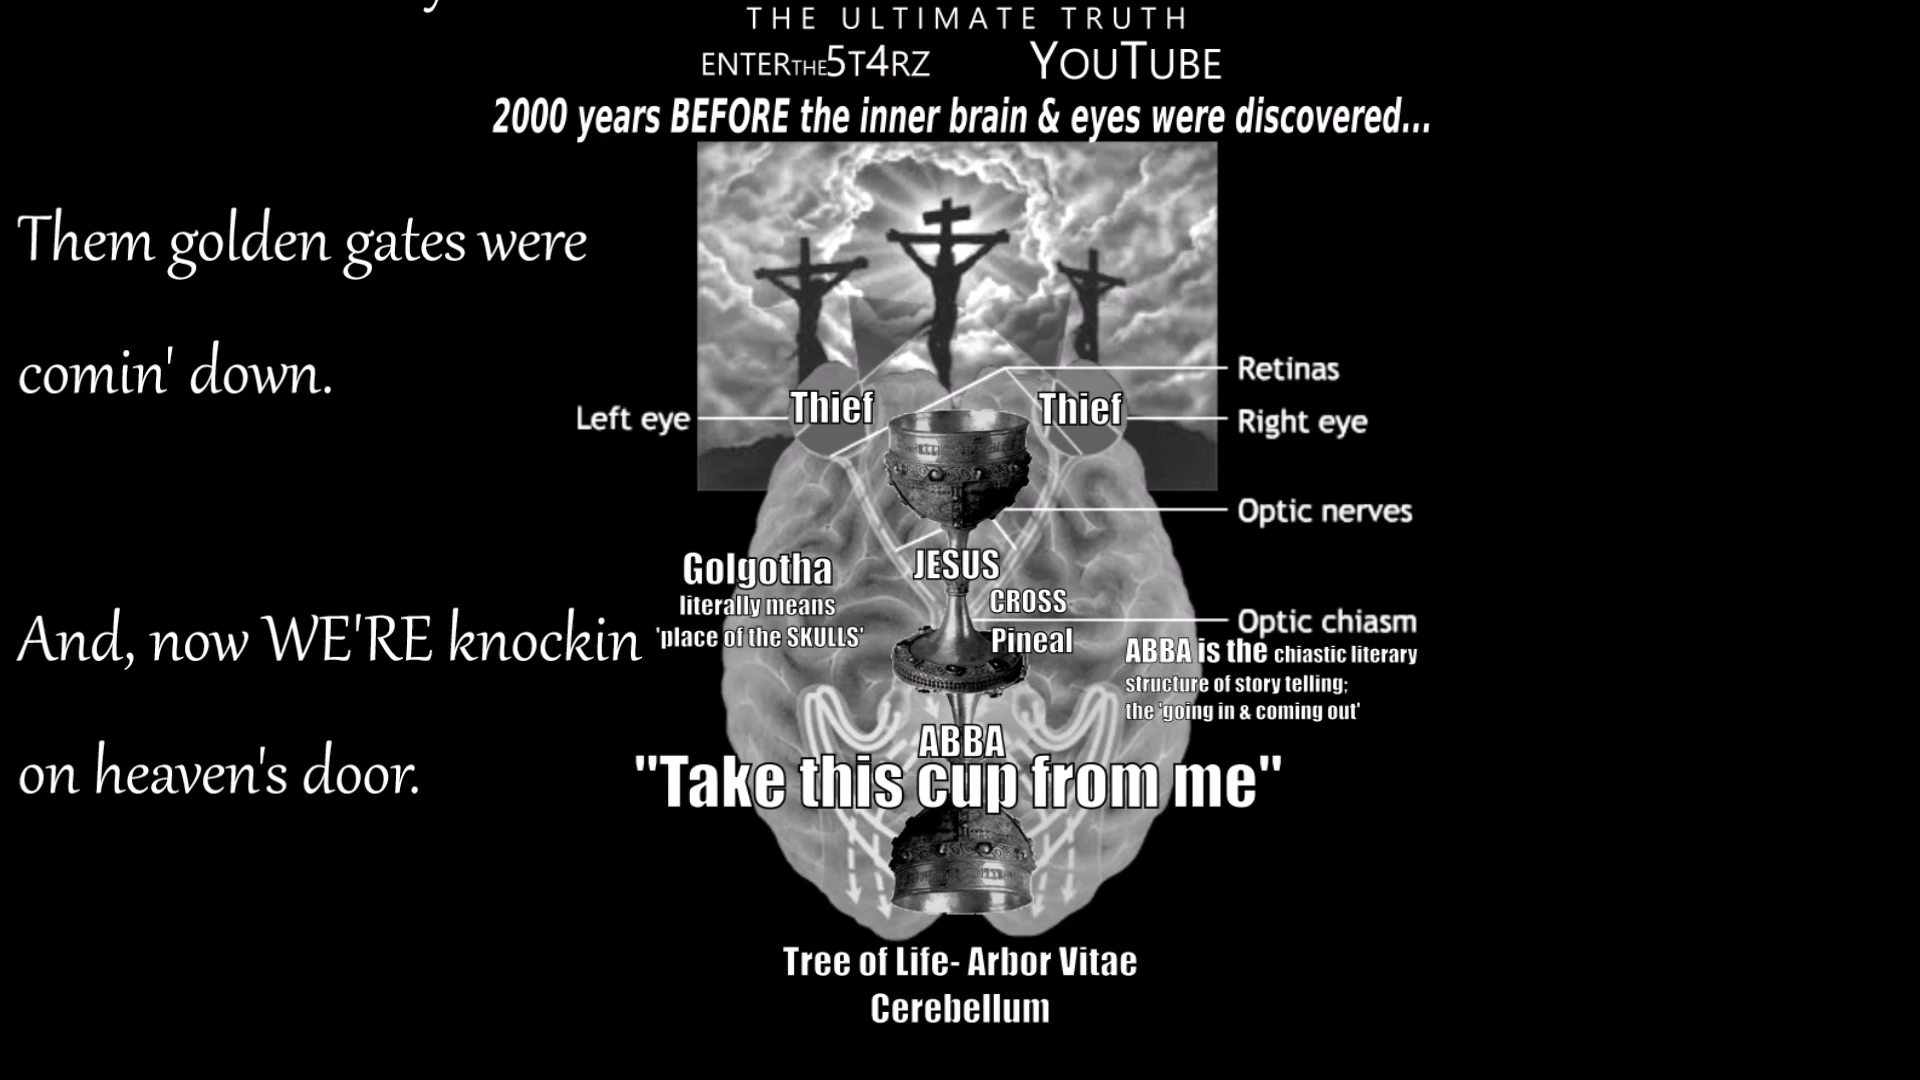 THE ULTIMATE TRUTH
ENTERTHE5T4RZ YOUTUBE
2000 years BEFORE the inner brain & eyes were discovered...
Them golden gates were
comin' down.
And, now WE'RE knockin
on heaven's door.
Thief
Thief
Left eye
Retinas
Right eye
Optic nerves
Golgotha
literally means
'place of the SKULLS'
JESUS
CROSS
Pineal
Optic chiasm
ABBA is the chiastic literary
structure of story telling;
the 'going in & coming out'
ABBA
"Take this cup from me"
Tree of Life- Arbor Vitae
Cerebellum